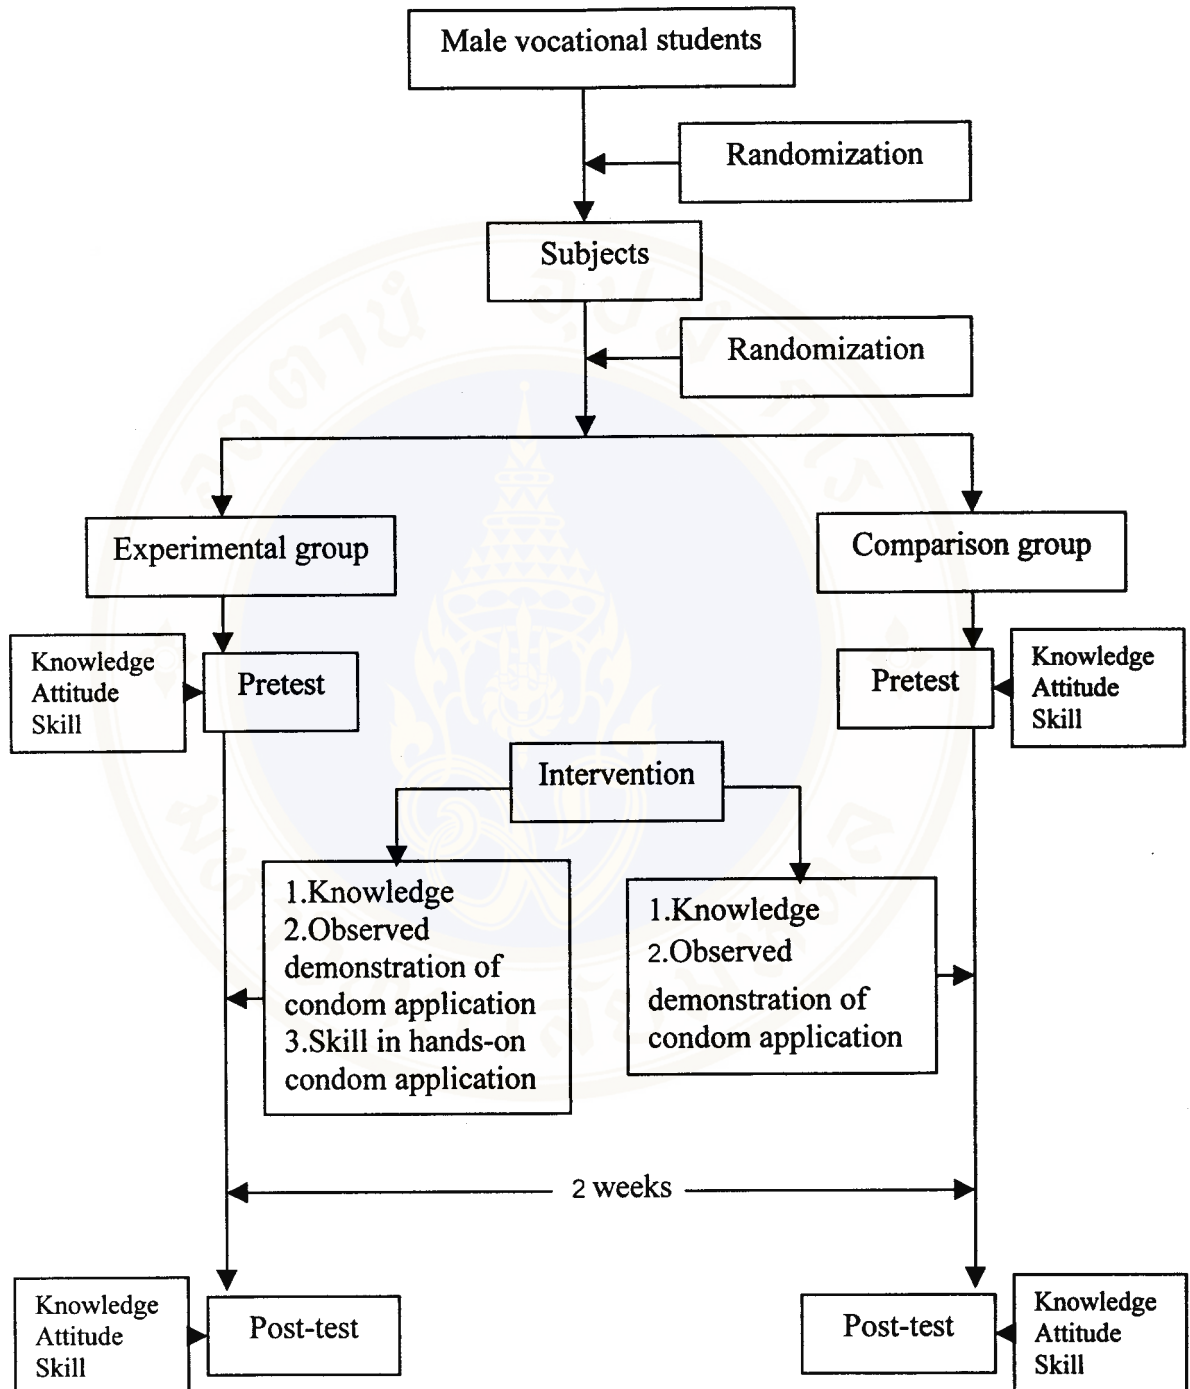 Male vocational students
Randomization
Subjects
Randomization
Experimental group
Comparison group
Knowledge
Attitude
Skill
Pretest
Pretest
Knowledge
Attitude
Skill
Intervention
1.Knowledge
2.Observed
demonstration of
condom application
3.Skill in hands-on
condom application
1.Knowledge
2.Observed
demonstration of
condom application
2 weeks
Knowledge
Attitude
Skill
Post-test
Post-test
Knowledge
Attitude
Skill